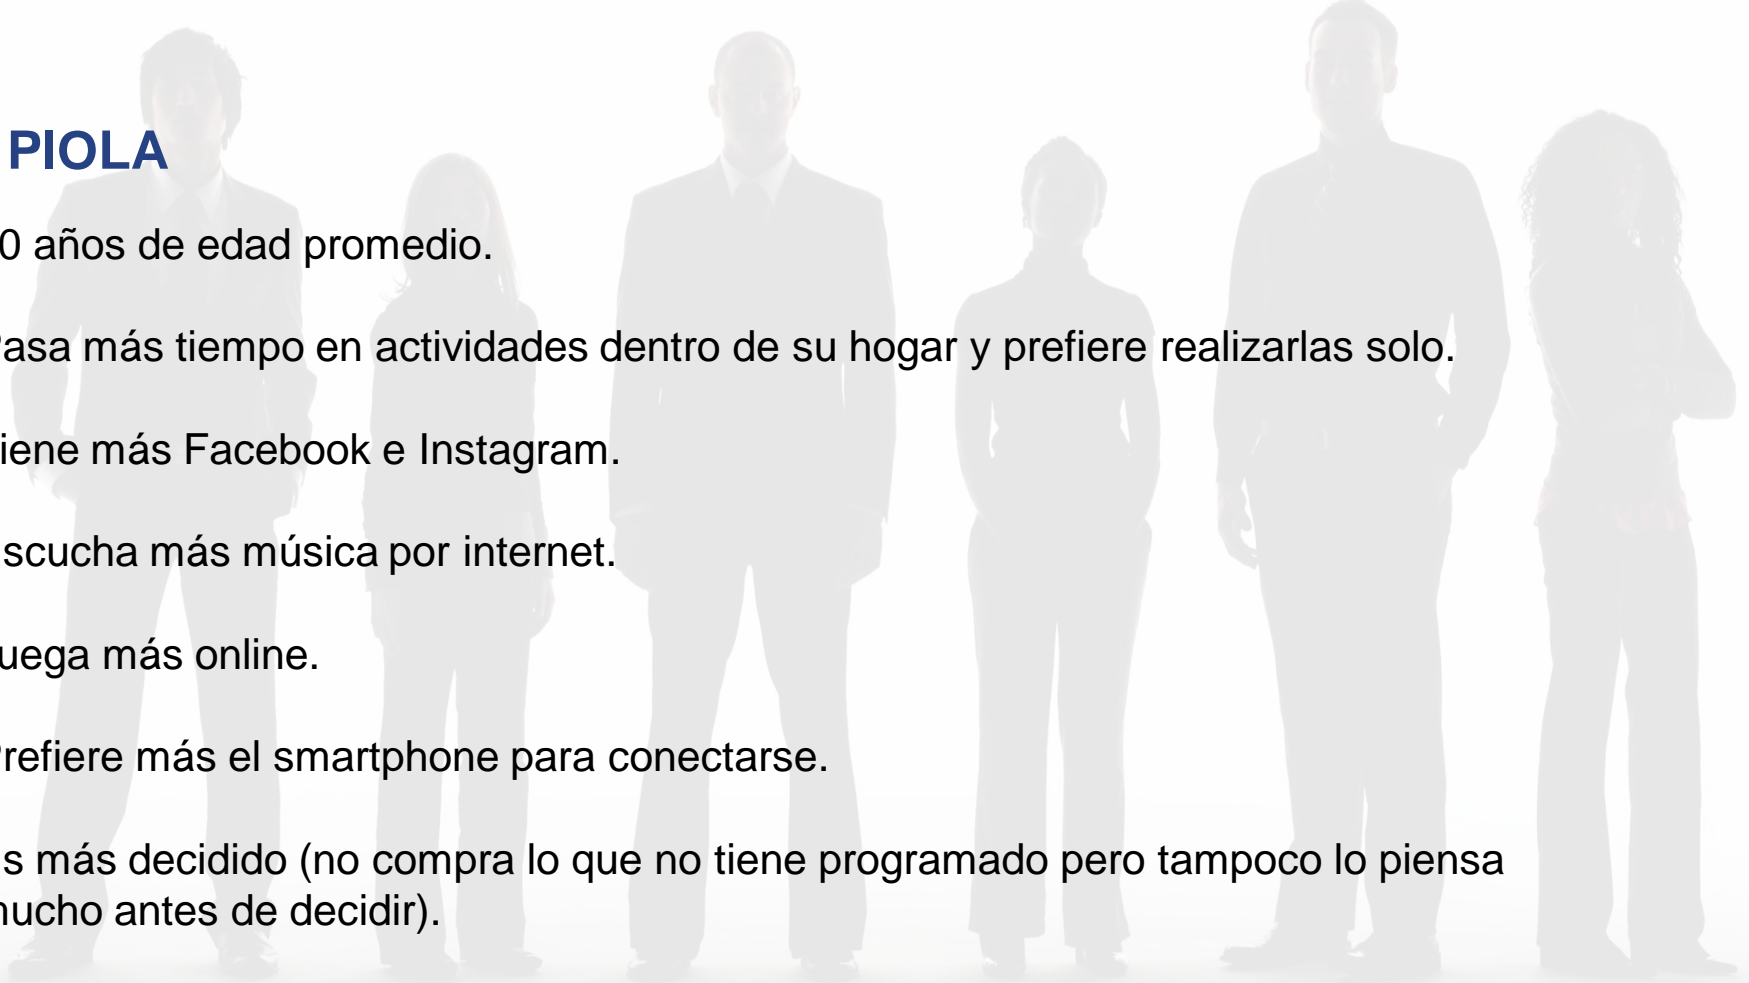 PIOLA
0 años de edad promedio.
asa más tiempo en actividades dentro de su hogar y prefiere realizarlas solo.
iene más Facebook e Instagram.
scucha más música por internet.
uega más online.
refiere más el smartphone para conectarse.
s más decidido (no compra lo que no tiene programado pero tampoco lo piensa
mucho antes de decidir).